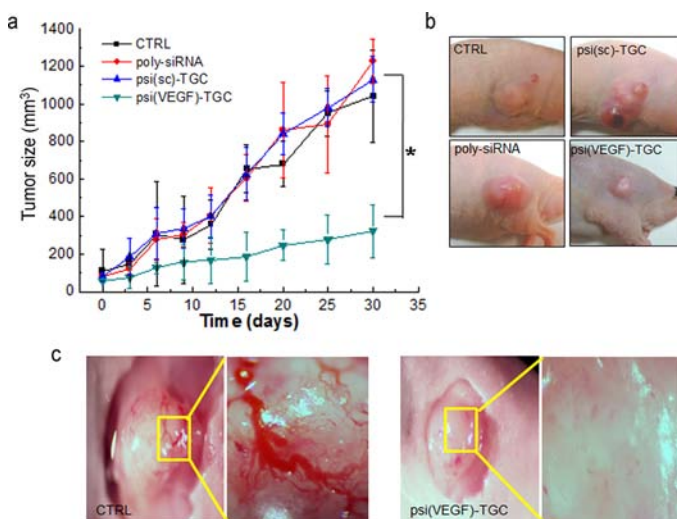 a
1400
1200
1000
800
600
400
200
0
Tumor size (mm³)
CTRL
poly-siRNA
psi(sc)-TGC
psi(VEGF)-TGC
*
0 5 10 15 20 25 30 35
Time (days)
b
CTRL psi(sc)-TGC
poly-siRNA psi(VEGF)-TGC
c
CTRL psi(VEGF)-TGC